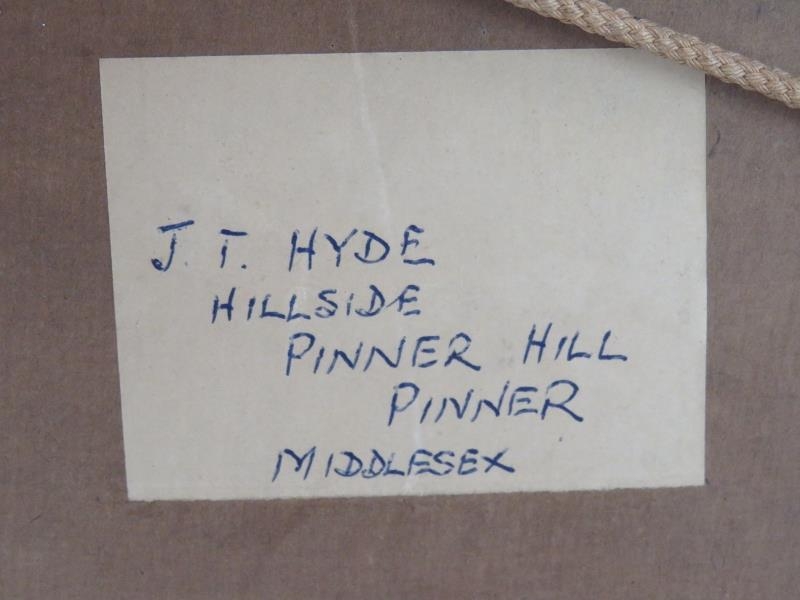 J. T. HYDE
HILLSIDE
PINNER HILL
PINNER
MIDDLESEX